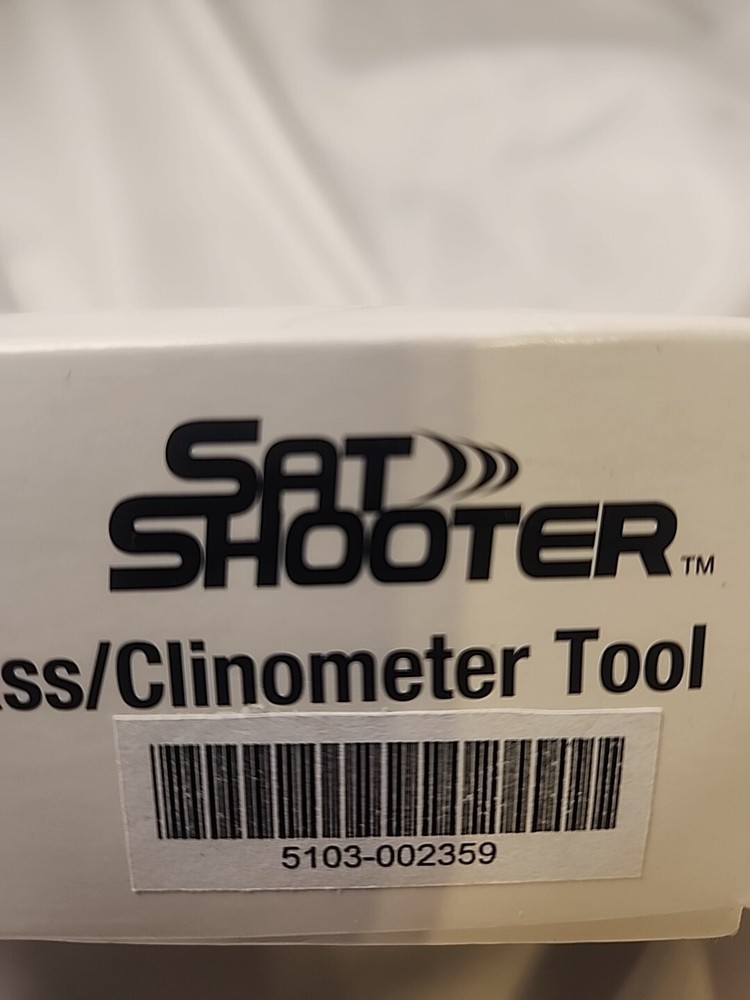 SAT
SHOOTER™
ss/Clinometer Tool
5103-002359